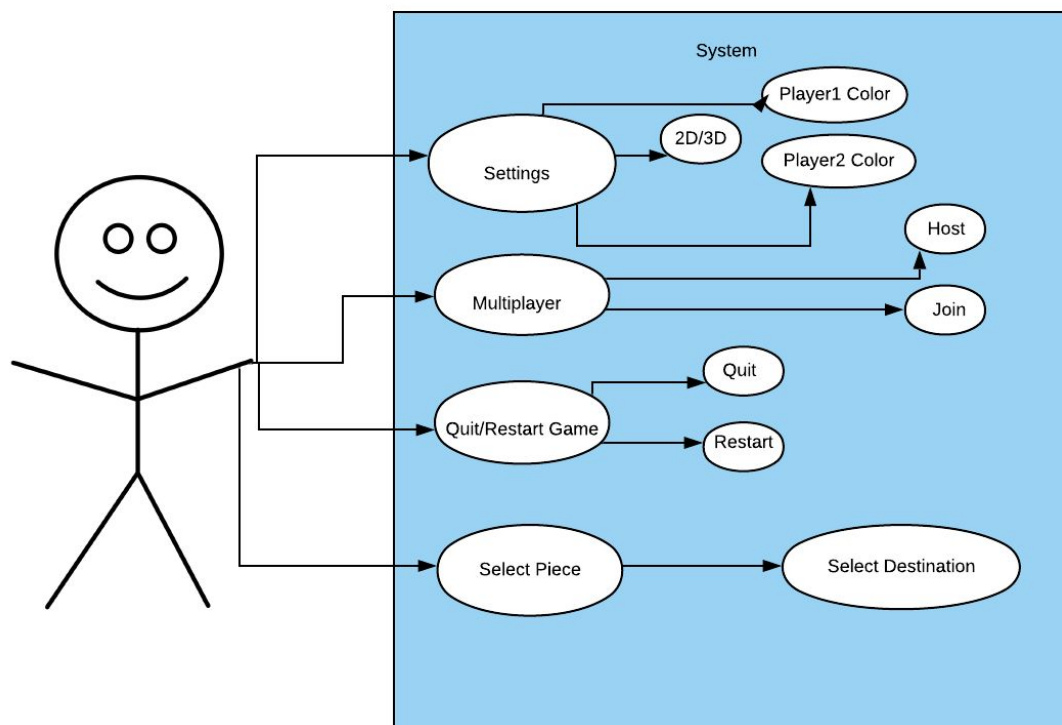 System
Player1 Color
2D/3D
Player2 Color
Settings
Host
Multiplayer
Join
Quit
Quit/Restart Game
Restart
Select Piece
Select Destination